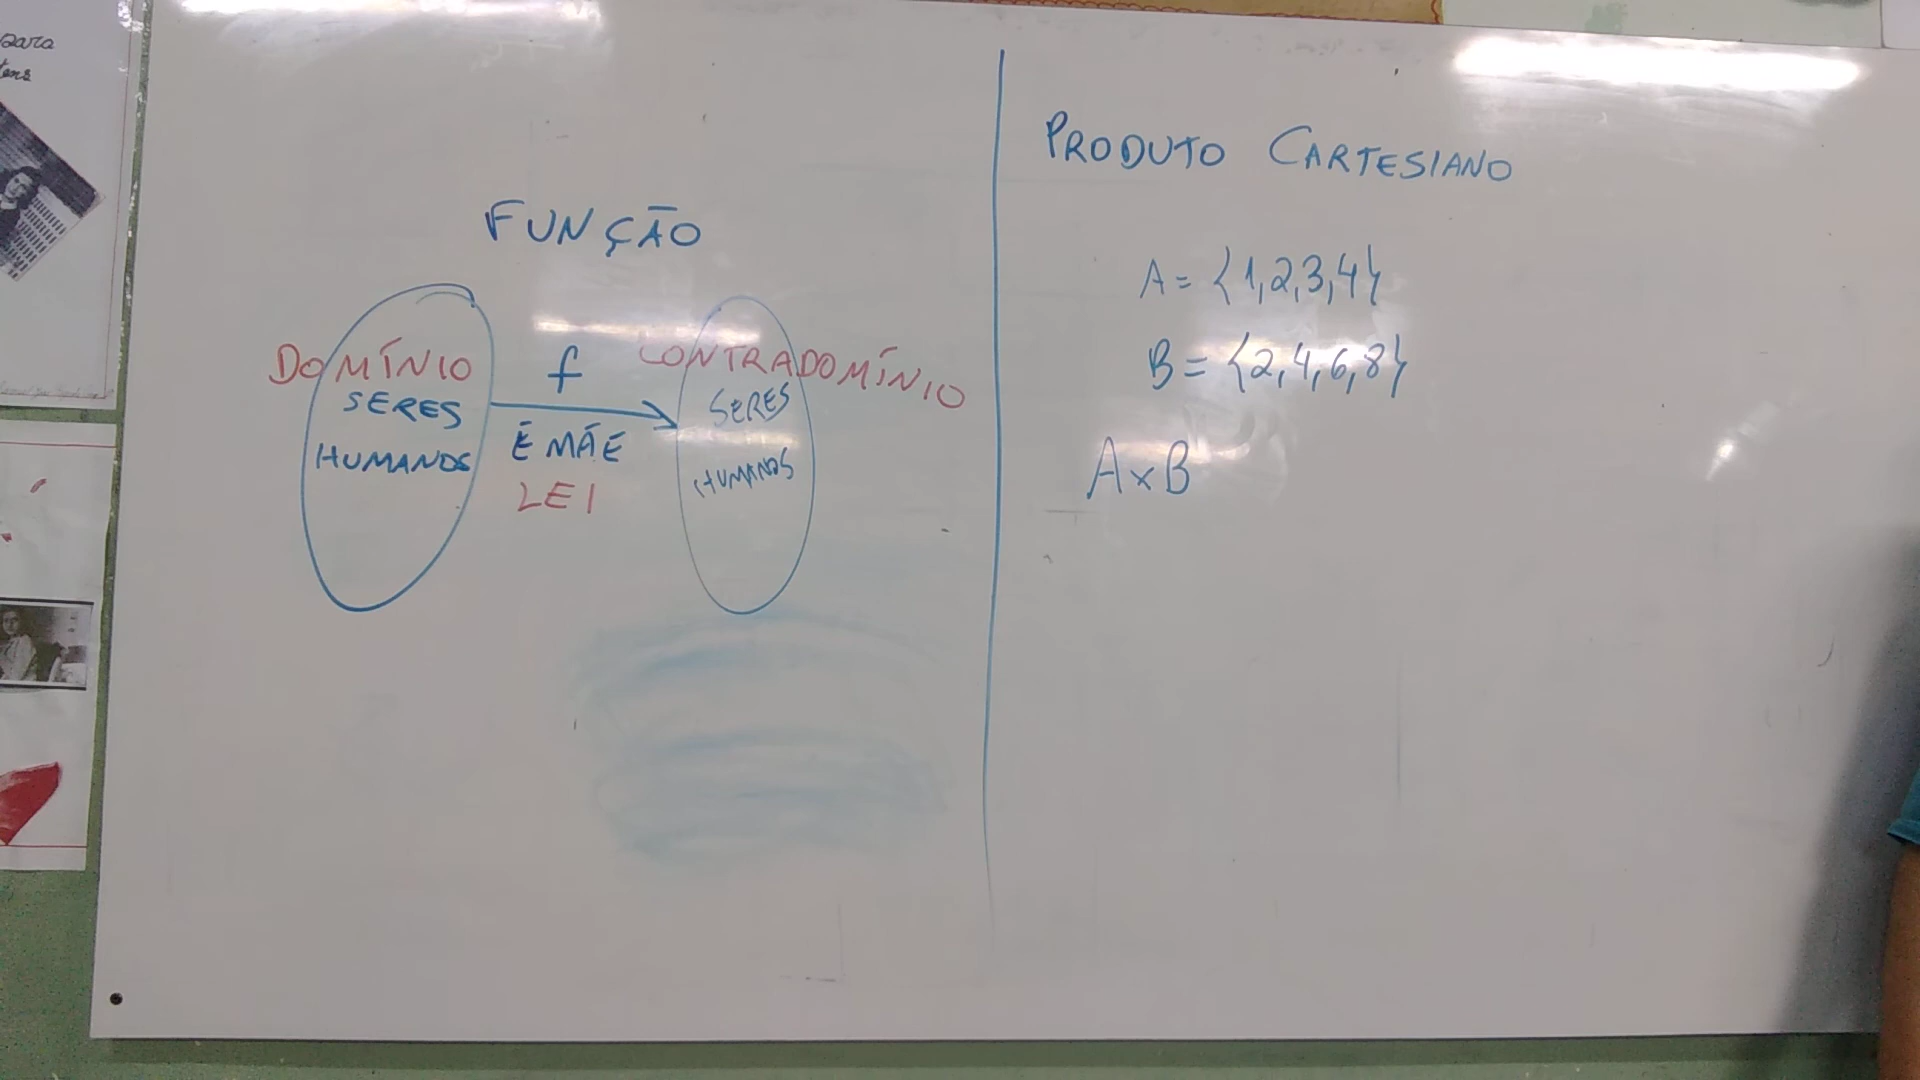 para
FUNÇÃO
DOMÍNIO
SERES
HUMANOS
f
É MÃE
LEI
CONTRADOMÍNIO
SERES
HUMANOS
PRODUTO CARTESIANO
A = {1,2,3,4}
B = {2,4,6,8}
A×B